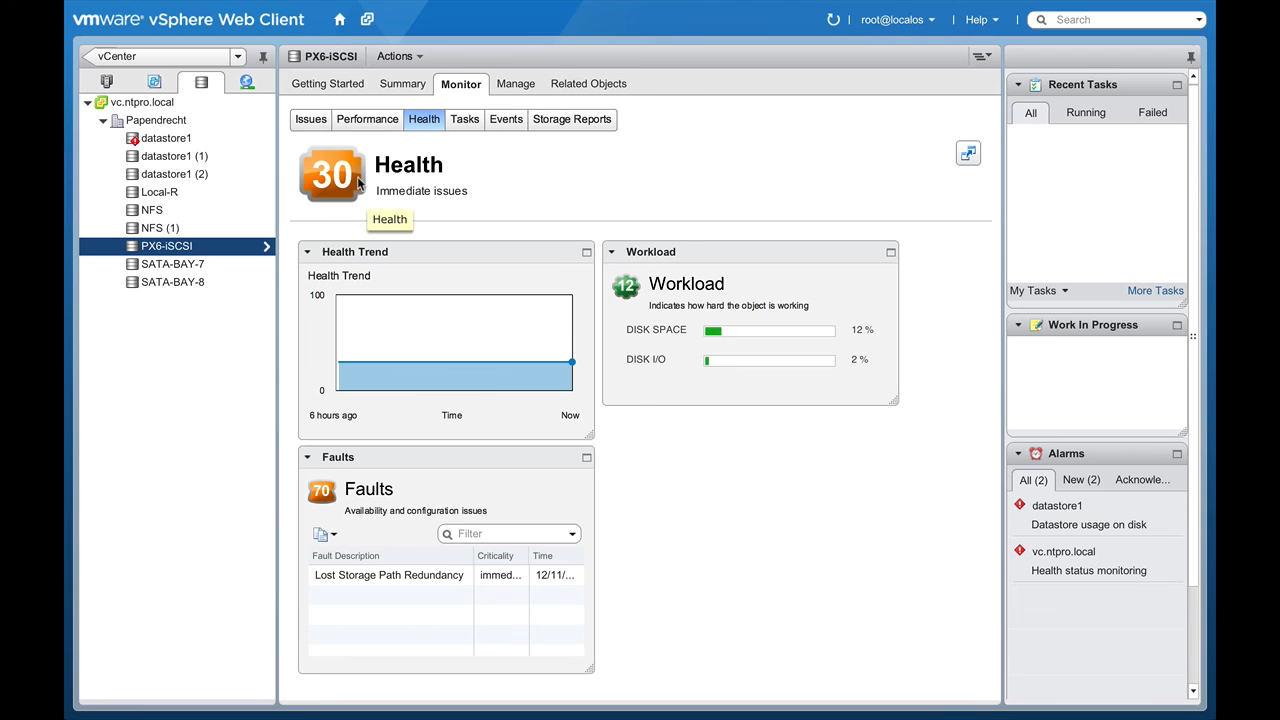 vmware® vSphere Web Client
root@localos
Help
Search
vCenter
vc.ntpro.local
Papendrecht
datastore1
datastore1 (1)
datastore1 (2)
Local-R
NFS
NFS (1)
PX6-iSCSI
SATA-BAY-7
SATA-BAY-8
PX6-iSCSI Actions
Getting Started Summary Monitor Manage Related Objects
Issues Performance Health Tasks Events Storage Reports
30
Health
Immediate issues
Health
Health Trend
Health Trend
100
0
6 hours ago Time Now
Workload
12
Workload
Indicates how hard the object is working
DISK SPACE 12 %
DISK I/O 2 %
Faults
70
Faults
Availability and configuration issues
Filter
Fault Description Criticality Time
Lost Storage Path Redundancy immed... 12/11/...
Recent Tasks
All Running Failed
My Tasks More Tasks
Work In Progress
Alarms
All (2) New (2) Acknowle...
datastore1
Datastore usage on disk
vc.ntpro.local
Health status monitoring